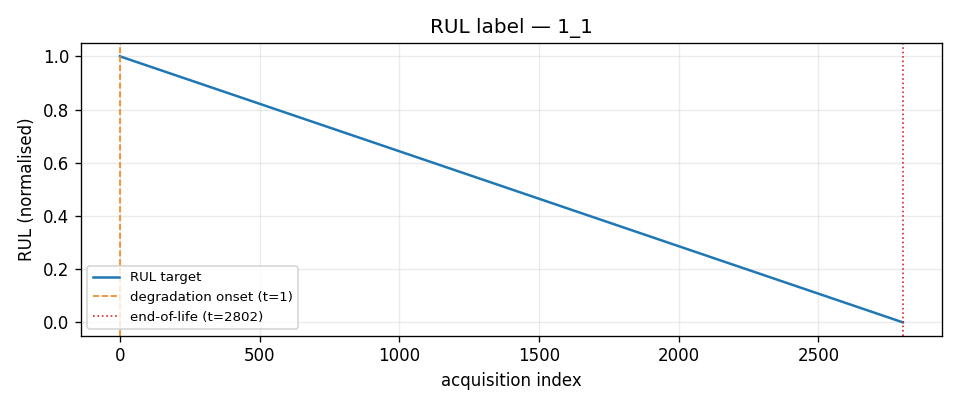 RUL label — 1_1
RUL (normalised)
1.0
0.8
0.6
0.4
0.2
0.0
RUL target
degradation onset (t=1)
end-of-life (t=2802)
0 500 1000 1500 2000 2500
acquisition index